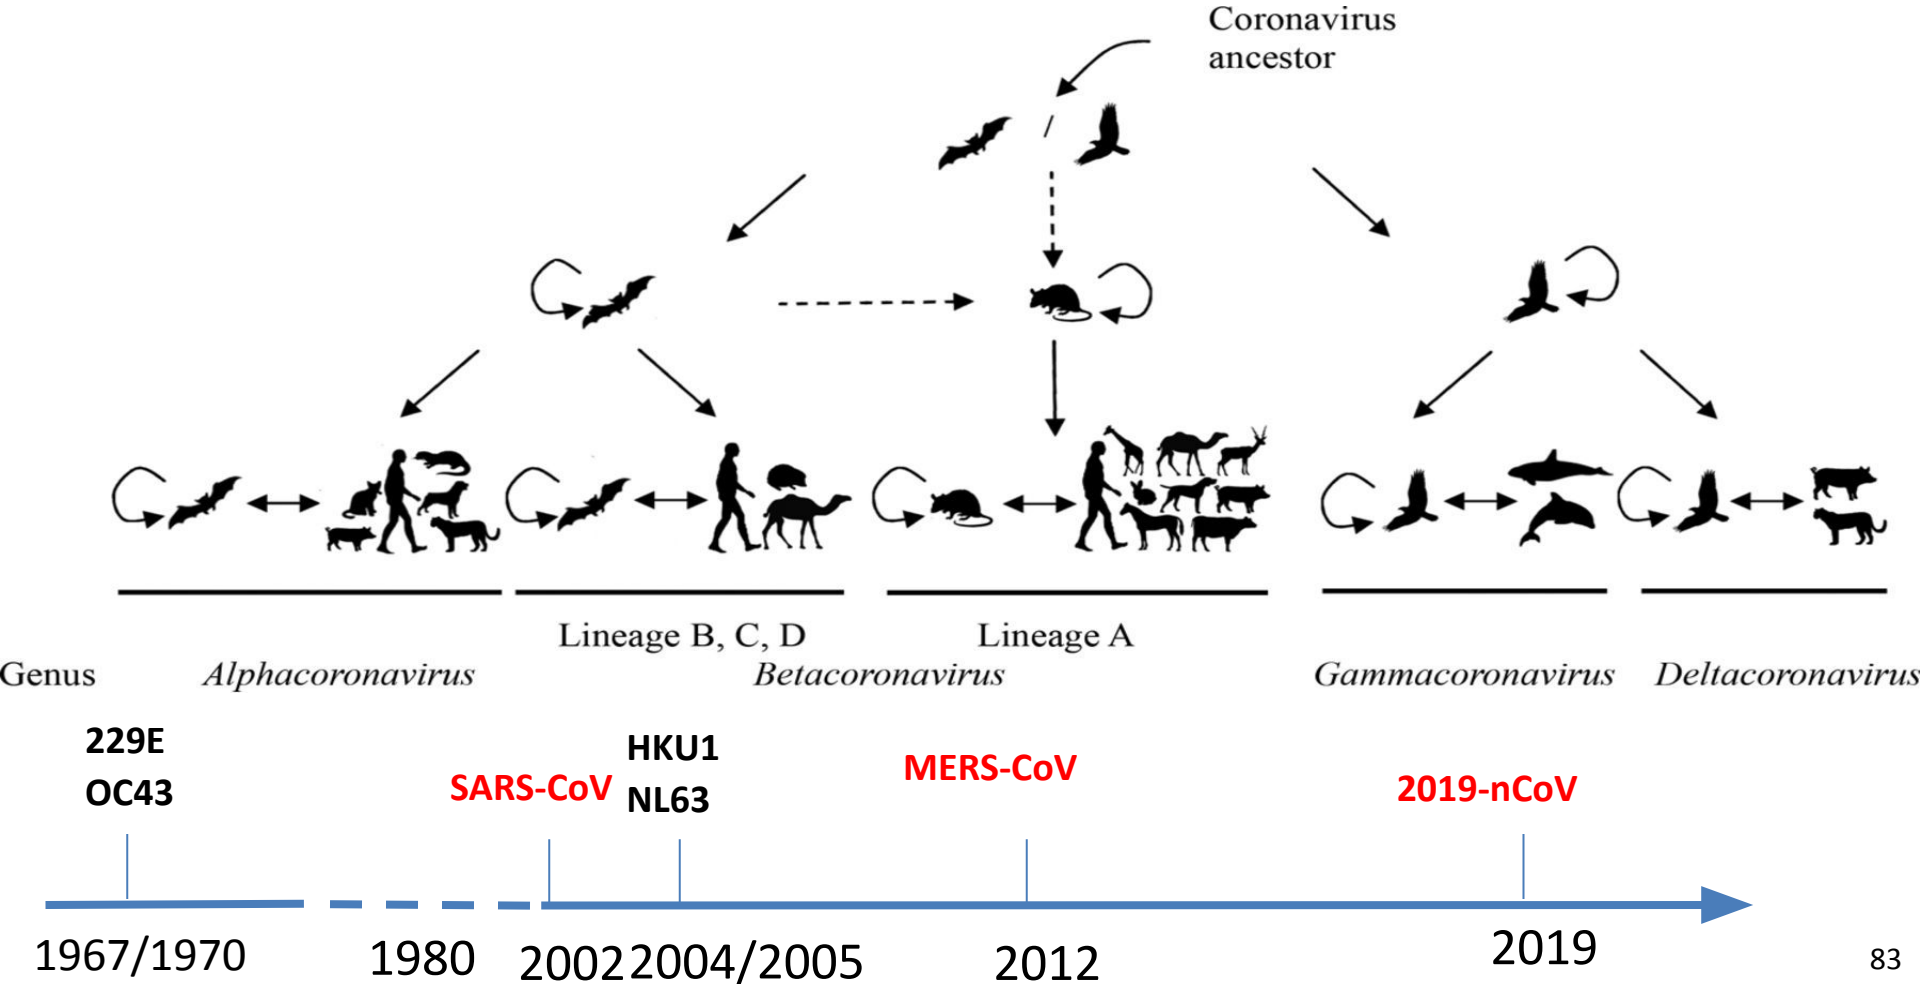 Coronavirus
ancestor
/
Lineage B, C, D
Lineage A
Genus
Alphacoronavirus
Betacoronavirus
Gammacoronavirus
Deltacoronavirus
229E
OC43
SARS-CoV
HKU1
NL63
MERS-CoV
2019-nCoV
1967/1970
1980
2002
2004/2005
2012
2019
83